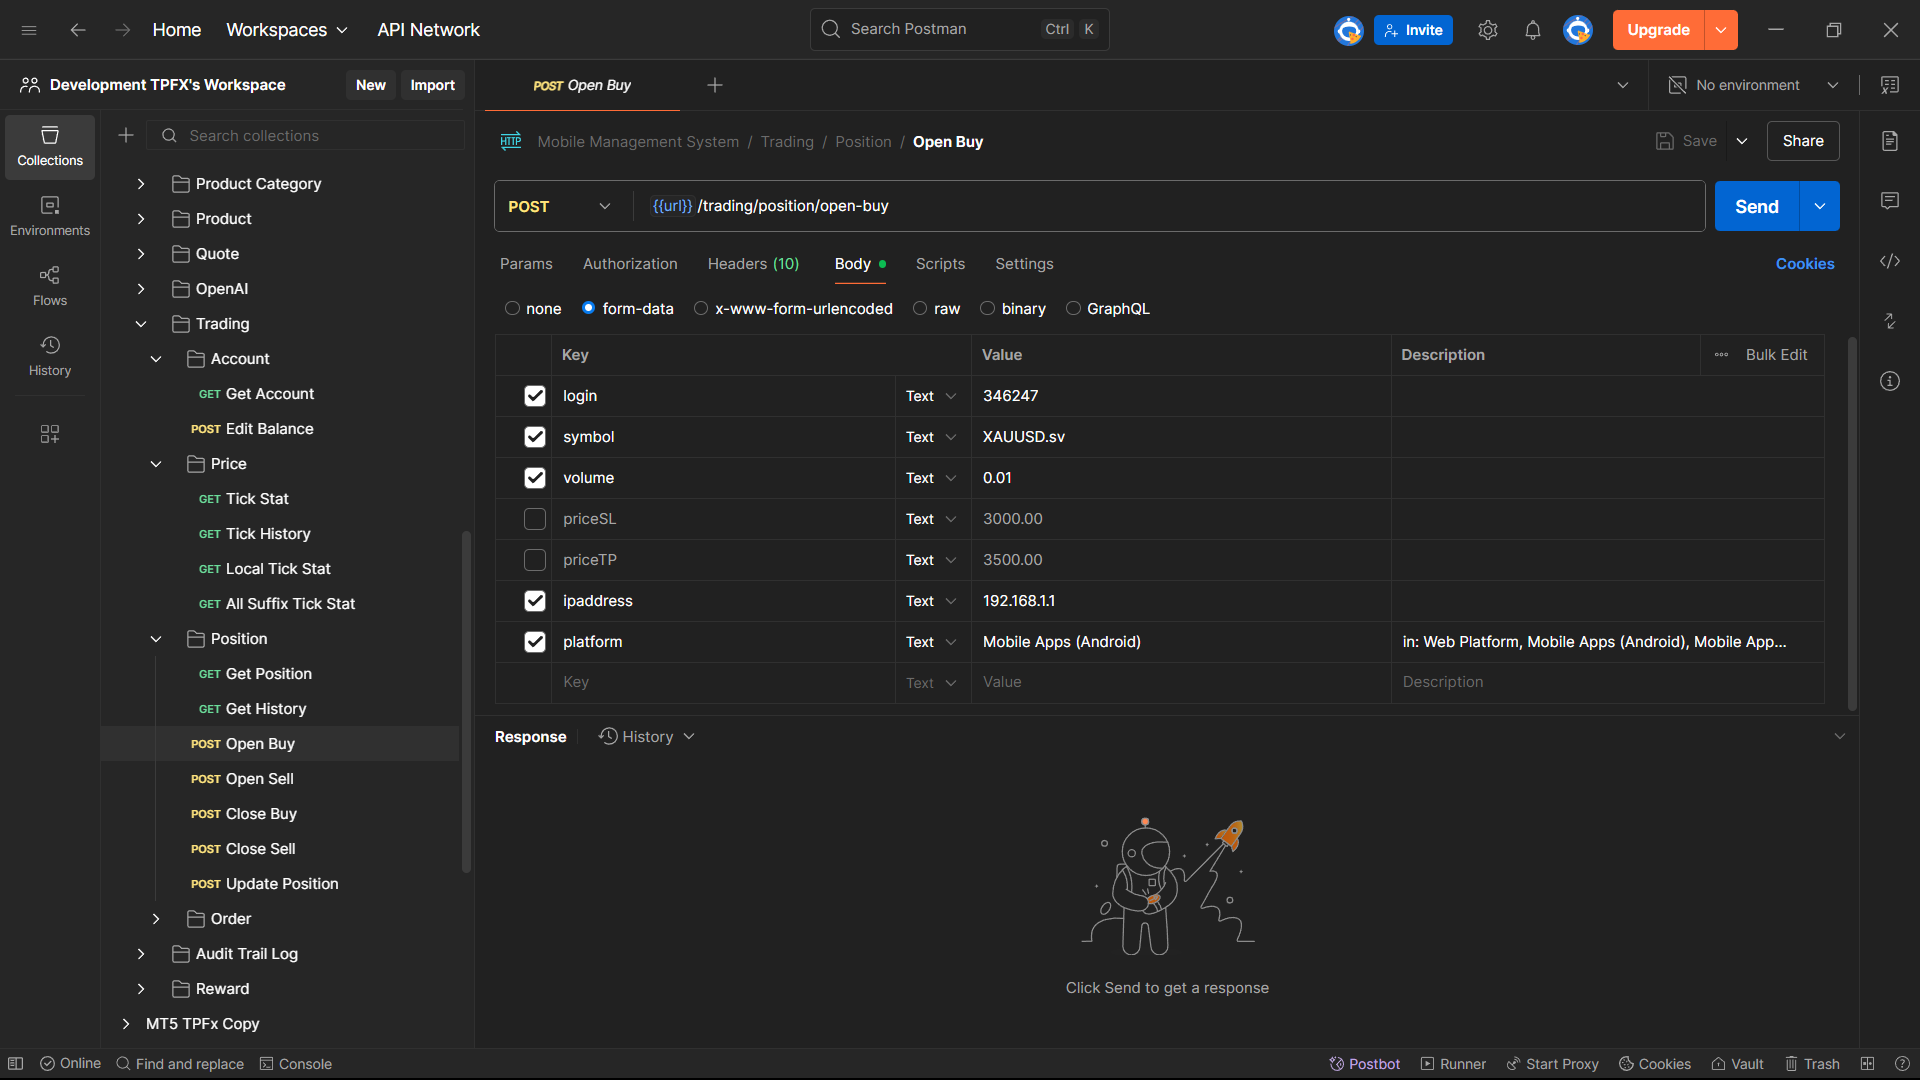 Home Workspaces API Network Search Postman Ctrl K Invite Upgrade
Development TPFX's Workspace New Import POST Open Buy No environment
Collections
Environments
Flows
History
Search collections
Product Category
Product
Quote
OpenAI
Trading
Account
GET Get Account
POST Edit Balance
Price
GET Tick Stat
GET Tick History
GET Local Tick Stat
GET All Suffix Tick Stat
Position
GET Get Position
GET Get History
POST Open Buy
POST Open Sell
POST Close Buy
POST Close Sell
POST Update Position
Order
Audit Trail Log
Reward
MT5 TPFx Copy
HTTP Mobile Management System / Trading / Position / Open Buy Save Share
POST {{url}} /trading/position/open-buy Send
Params Authorization Headers (10) Body Scripts Settings Cookies
none form-data x-www-form-urlencoded raw binary GraphQL
Key Value Description Bulk Edit
login Text 346247
symbol Text XAUUSD.sv
volume Text 0.01
priceSL Text 3000.00
priceTP Text 3500.00
ipaddress Text 192.168.1.1
platform Text Mobile Apps (Android) in: Web Platform, Mobile Apps (Android), Mobile App...
Key Text Value Description
Response History
Click Send to get a response
Online Find and replace Console Postbot Runner Start Proxy Cookies Vault Trash